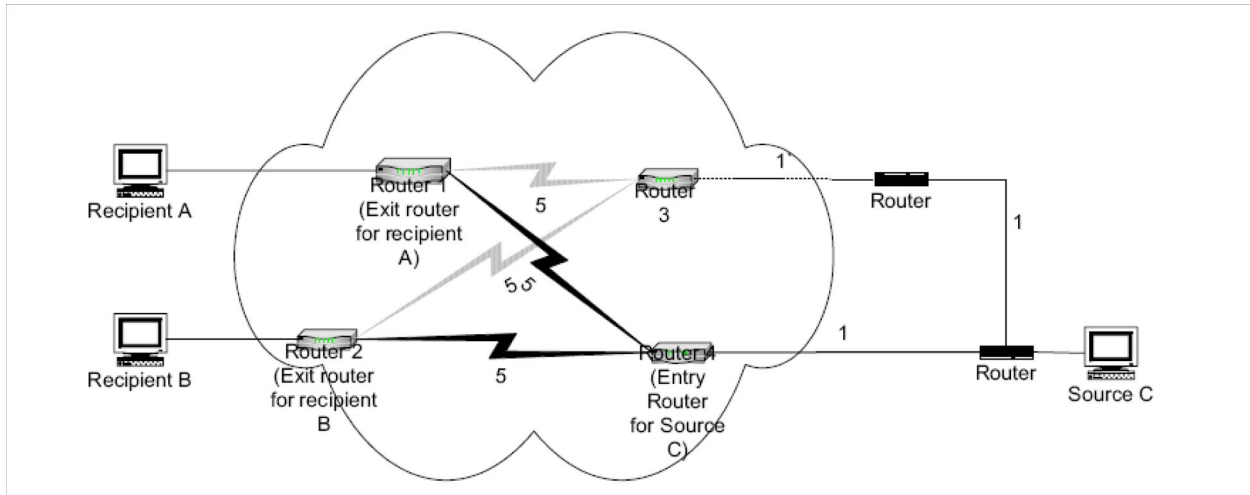 Recipient A
Router 1
(Exit router
for recipient
A)
5
Router
3
1*
Router
1
5
5
Recipient B
Router 2
(Exit router
for recipient
B
5
Router 4
(Entry
Router
for Source
C)
1
Router
Source C